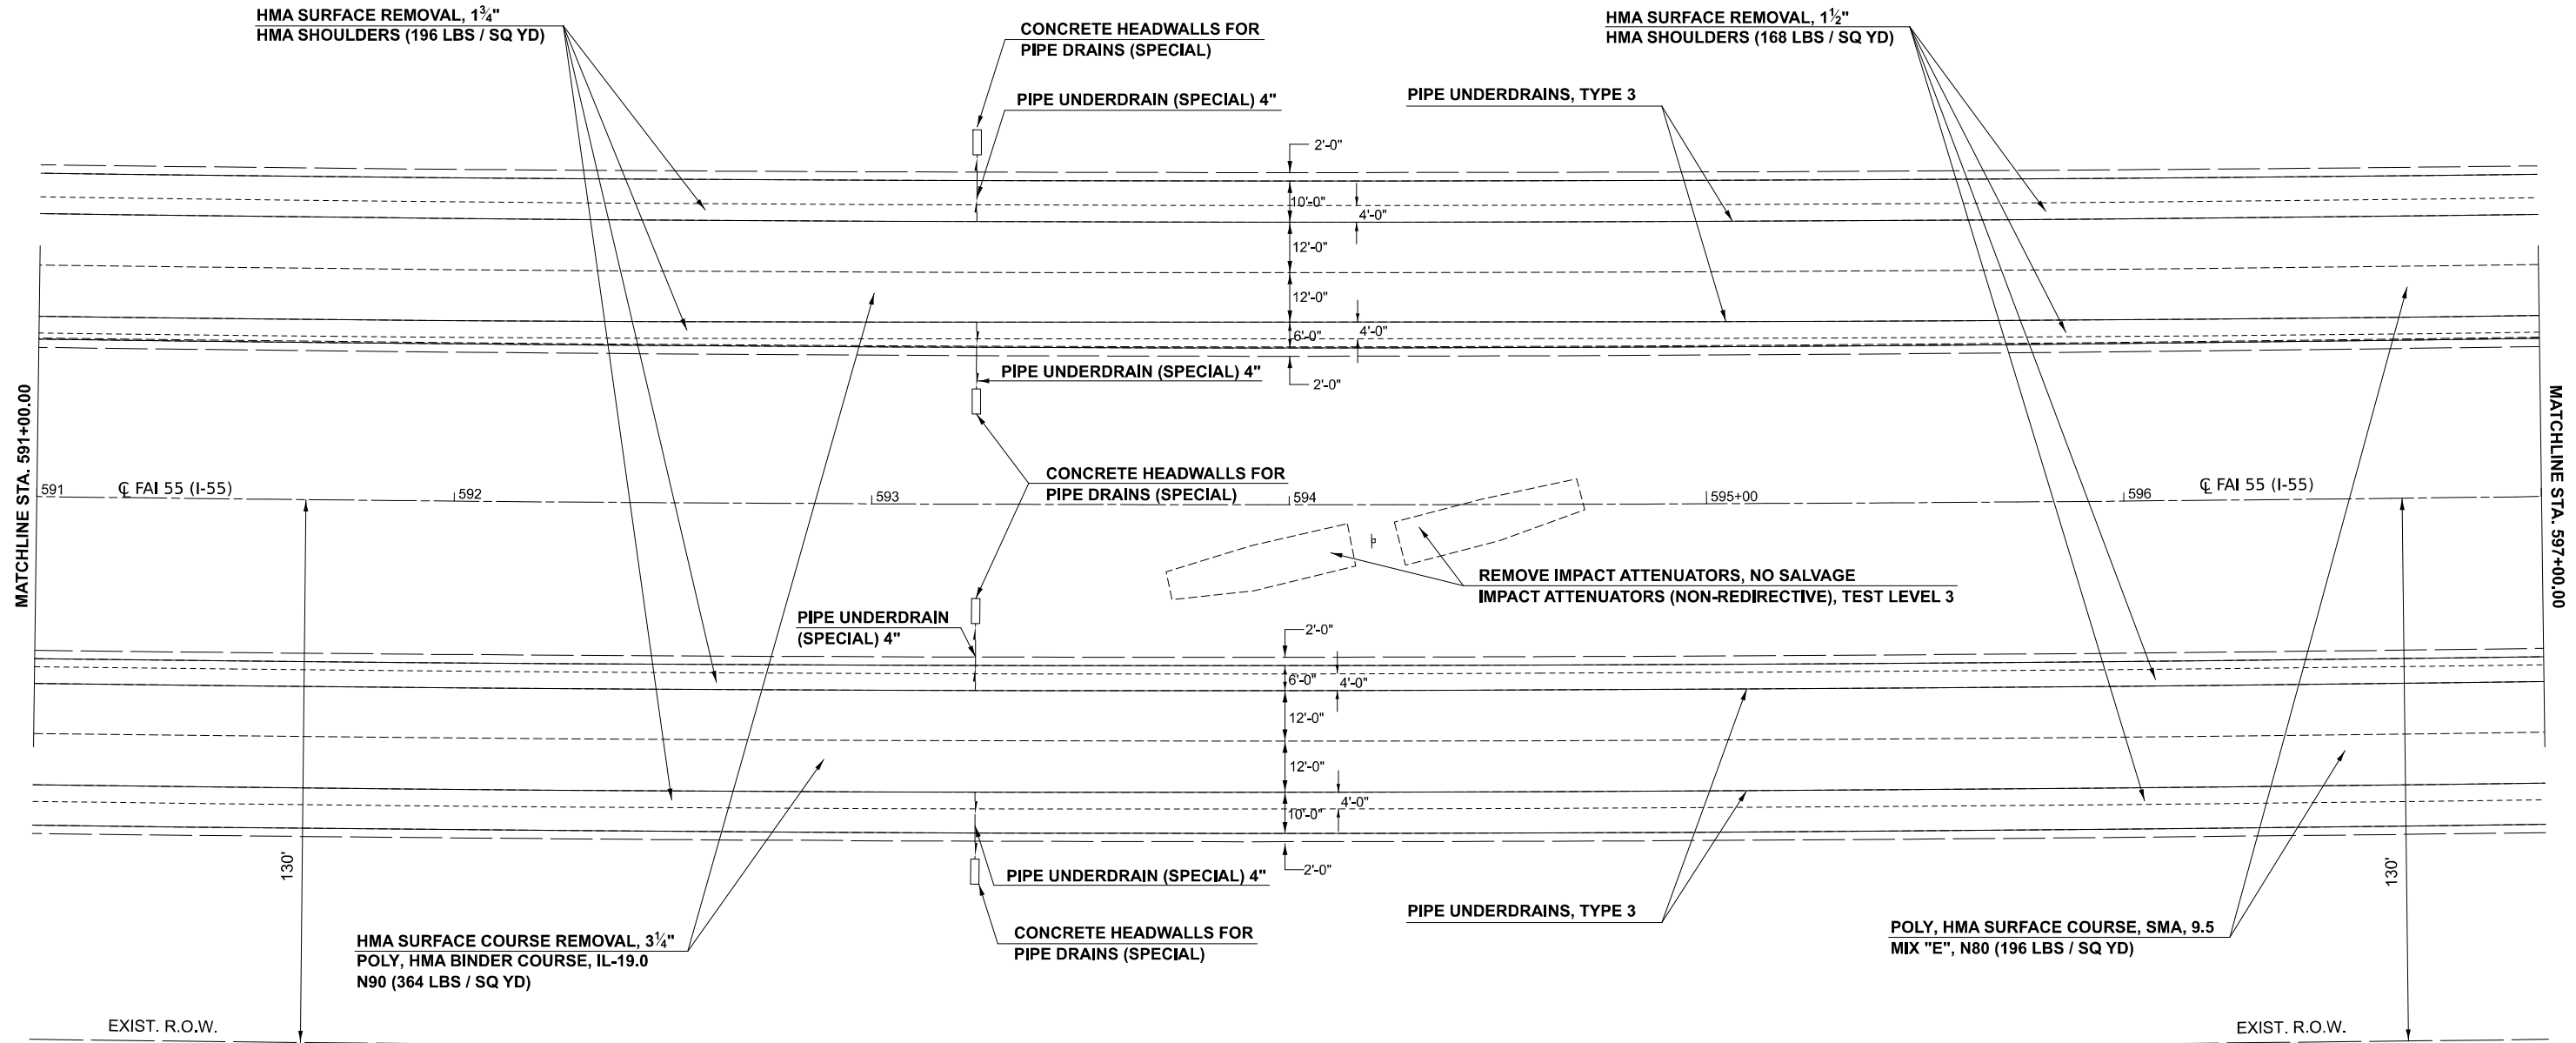 HMA SURFACE REMOVAL, 1¾"
HMA SHOULDERS (196 LBS / SQ YD)
CONCRETE HEADWALLS FOR
PIPE DRAINS (SPECIAL)
HMA SURFACE REMOVAL, 1½"
HMA SHOULDERS (168 LBS / SQ YD)
PIPE UNDERDRAIN (SPECIAL) 4"
PIPE UNDERDRAINS, TYPE 3
2'-0"
10'-0"
4'-0"
12'-0"
12'-0"
6'-0"
4'-0"
2'-0"
PIPE UNDERDRAIN (SPECIAL) 4"
MATCHLINE STA. 591+00.00
MATCHLINE STA. 597+00.00
CONCRETE HEADWALLS FOR
PIPE DRAINS (SPECIAL)
591
℄ FAI 55 (I-55)
592
593
594
595+00
596
℄ FAI 55 (I-55)
REMOVE IMPACT ATTENUATORS, NO SALVAGE
IMPACT ATTENUATORS (NON-REDIRECTIVE), TEST LEVEL 3
PIPE UNDERDRAIN
(SPECIAL) 4"
2'-0"
6'-0"
4'-0"
12'-0"
12'-0"
4'-0"
10'-0"
2'-0"
130'
130'
PIPE UNDERDRAIN (SPECIAL) 4"
CONCRETE HEADWALLS FOR
PIPE DRAINS (SPECIAL)
PIPE UNDERDRAINS, TYPE 3
HMA SURFACE COURSE REMOVAL, 3¼"
POLY, HMA BINDER COURSE, IL-19.0
N90 (364 LBS / SQ YD)
POLY, HMA SURFACE COURSE, SMA, 9.5
MIX "E", N80 (196 LBS / SQ YD)
EXIST. R.O.W.
EXIST. R.O.W.